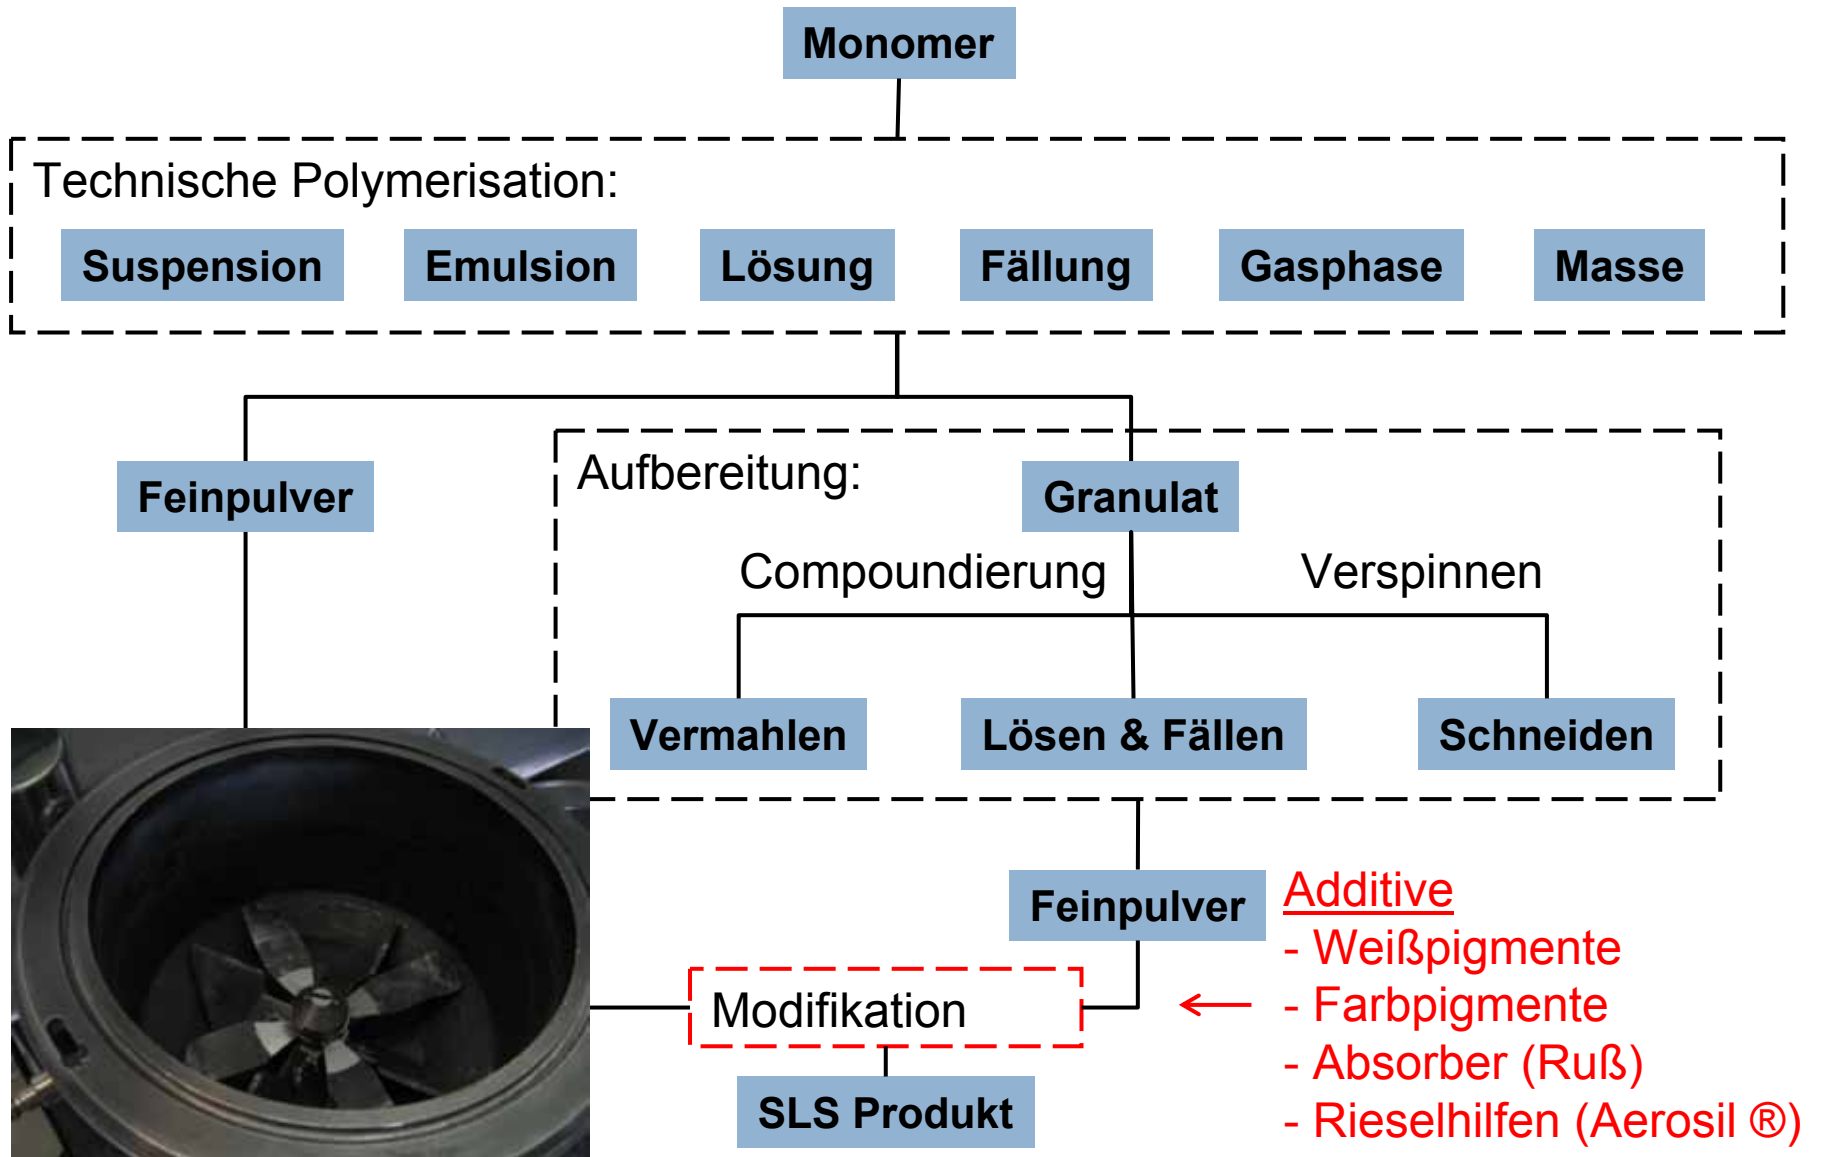 Monomer
Technische Polymerisation:
Suspension
Emulsion
Lösung
Fällung
Gasphase
Masse
Feinpulver
Aufbereitung:
Granulat
Compoundierung
Verspinnen
Vermahlen
Lösen & Fällen
Schneiden
Feinpulver
Additive
- Weißpigmente
- Farbpigmente
- Absorber (Ruß)
- Rieselhilfen (Aerosil ®)
Modifikation
SLS Produkt